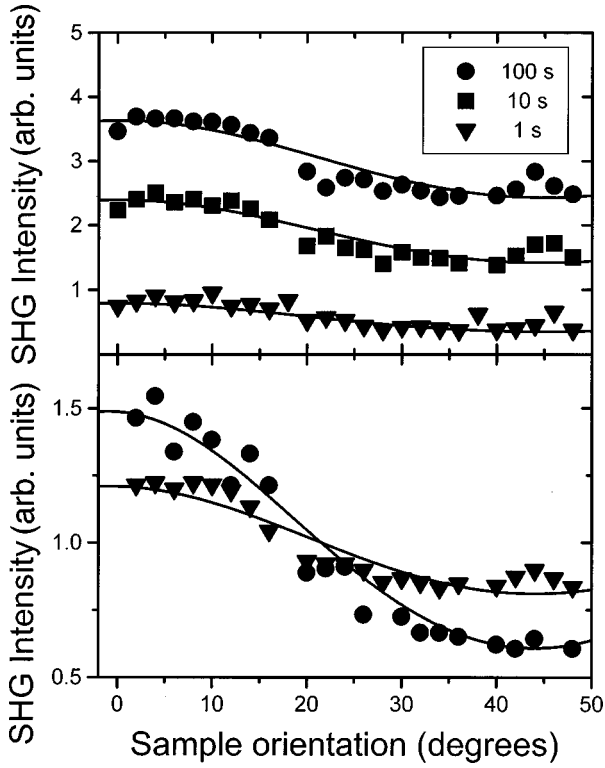 5
4
3
2
1
SHG Intensity (arb. units)
100 s
10 s
1 s
1.5
1.0
0.5
SHG Intensity (arb. units)
0 10 20 30 40 50
Sample orientation (degrees)